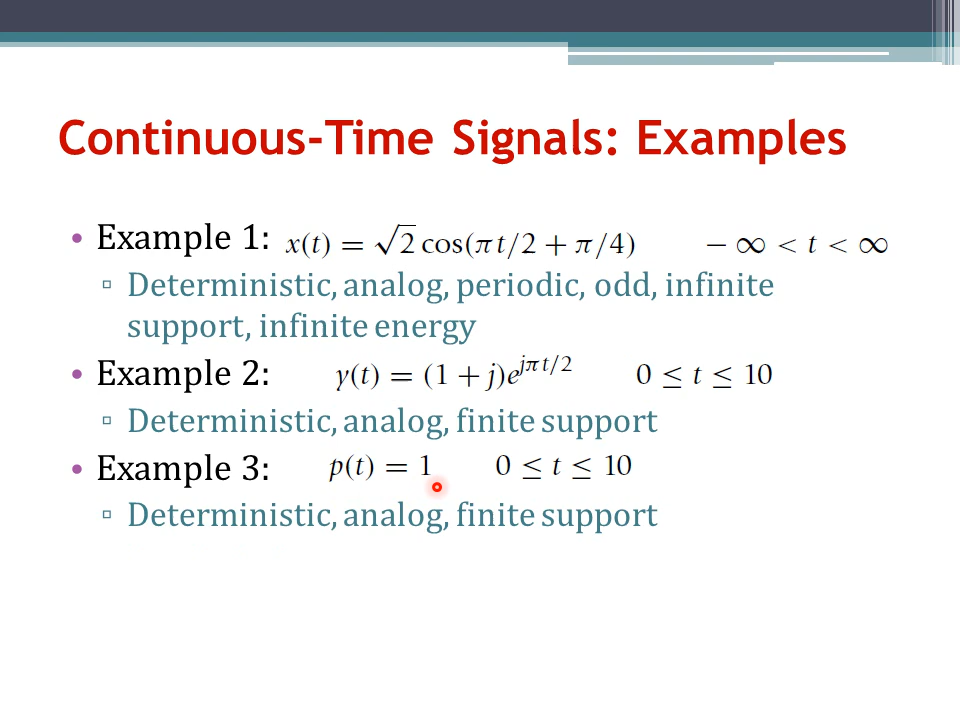 Continuous-Time Signals: Examples
• Example 1: x(t) = √2 cos(πt/2 + π/4) − ∞ < t < ∞
▫ Deterministic, analog, periodic, odd, infinite
support, infinite energy
• Example 2: y(t) = (1 + j)e^{jπt/2} 0 ≤ t ≤ 10
▫ Deterministic, analog, finite support
• Example 3: p(t) = 1 0 ≤ t ≤ 10
▫ Deterministic, analog, finite support